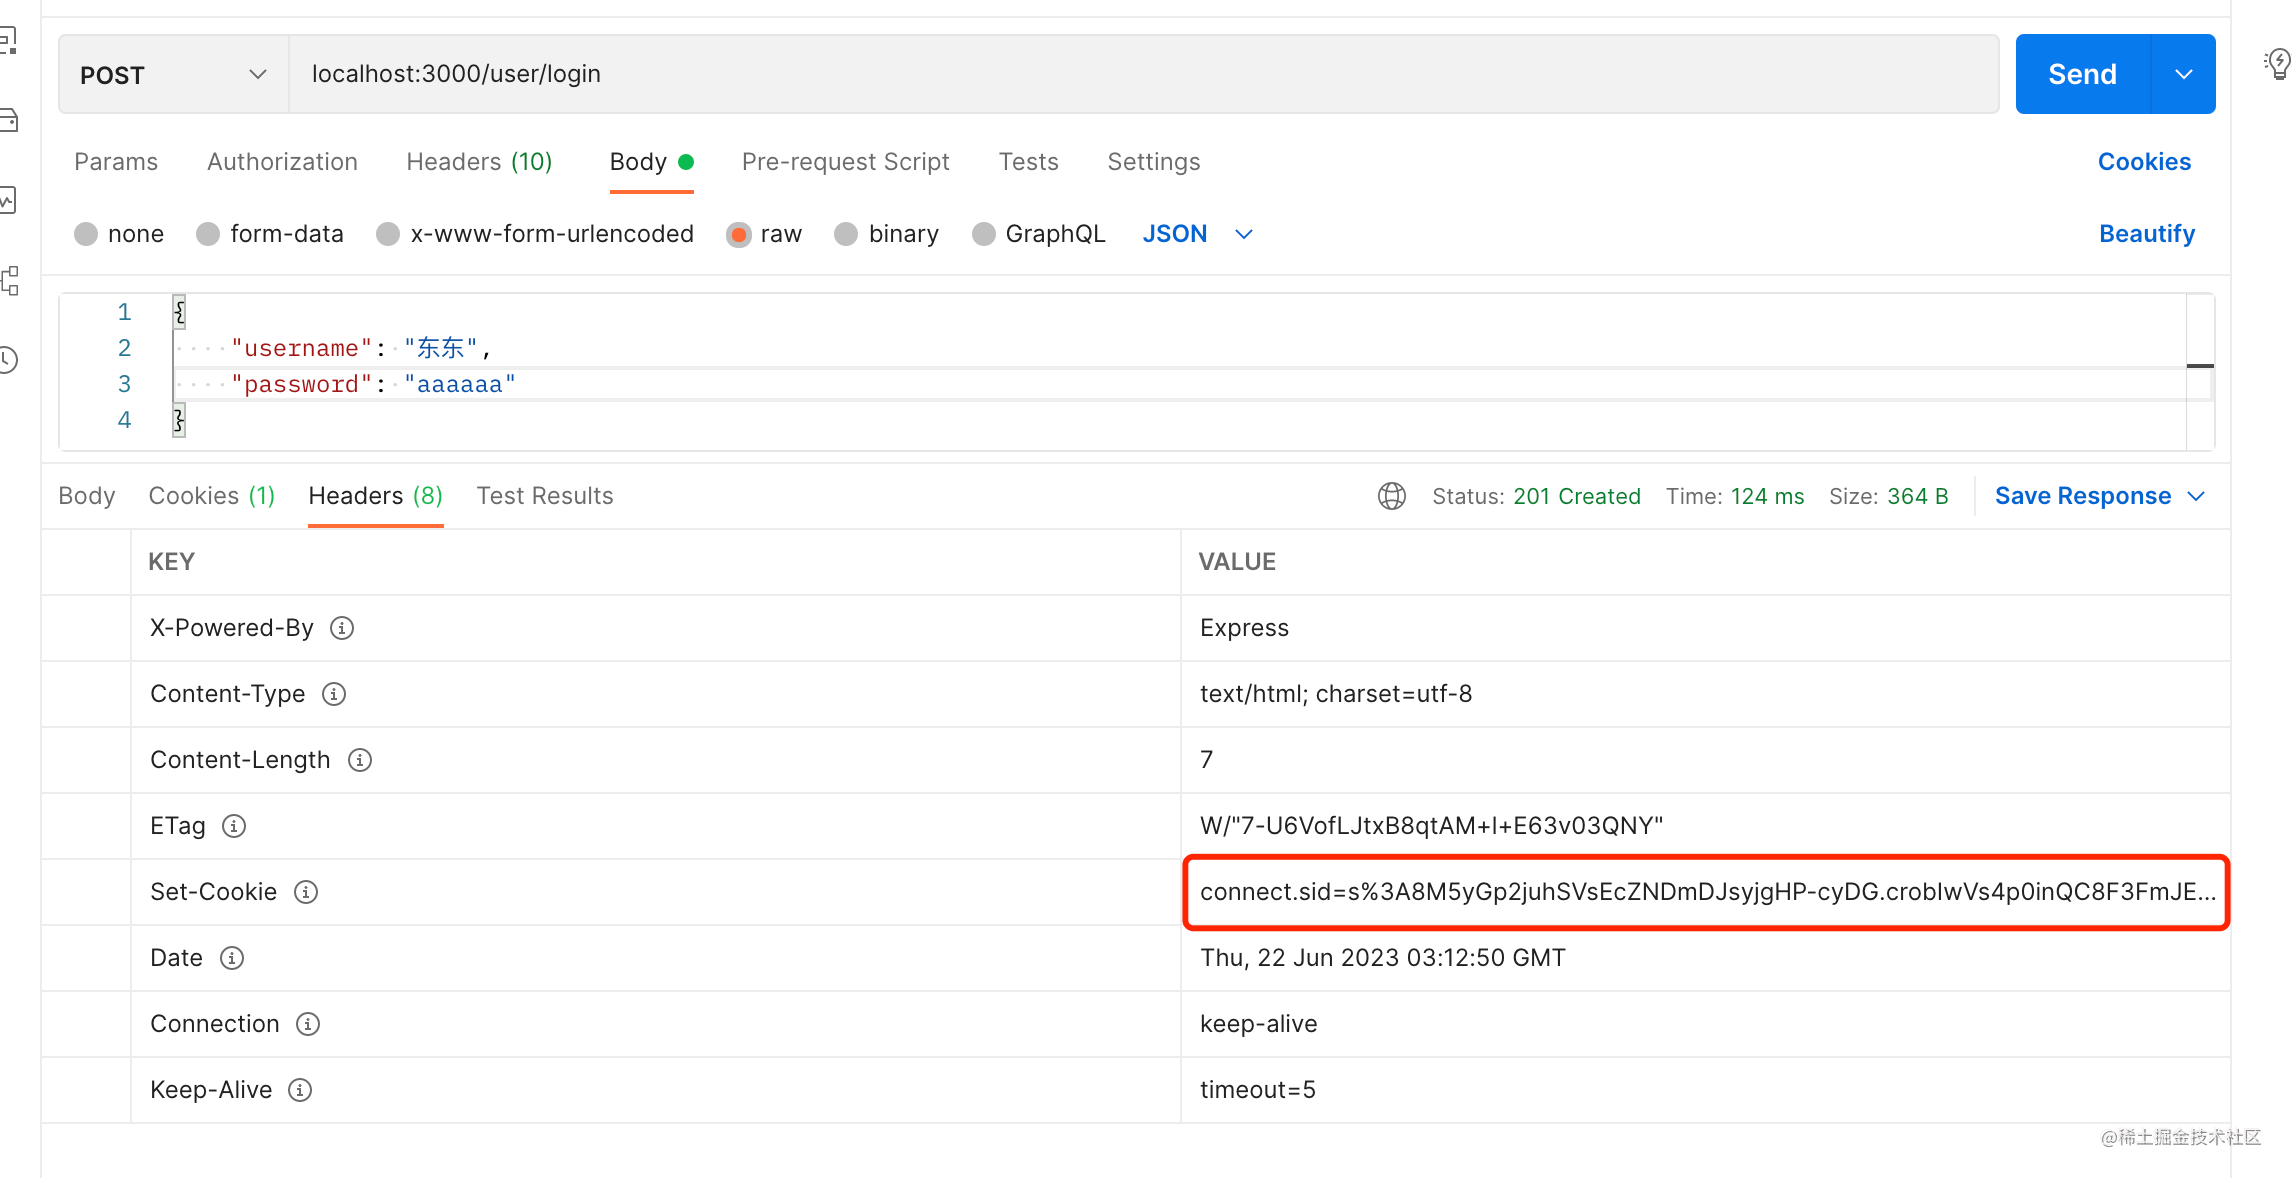 POST localhost:3000/user/login Send
Params Authorization Headers (10) Body Pre-request Script Tests Settings Cookies
none form-data x-www-form-urlencoded raw binary GraphQL JSON Beautify
1 {
2 "username": "东东",
3 "password": "aaaaaa"
4 }
Body Cookies (1) Headers (8) Test Results Status: 201 Created Time: 124 ms Size: 364 B Save Response
KEY VALUE
X-Powered-By Express
Content-Type text/html; charset=utf-8
Content-Length 7
ETag W/"7-U6VofLJtxB8qtAM+l+E63v03QNY"
Set-Cookie connect.sid=s%3A8M5yGp2juhSVsEcZNDmDJsyjgHP-cyDG.crobIwVs4p0inQC8F3FmJE...
Date Thu, 22 Jun 2023 03:12:50 GMT
Connection keep-alive
Keep-Alive timeout=5
@稀土掘金技术社区